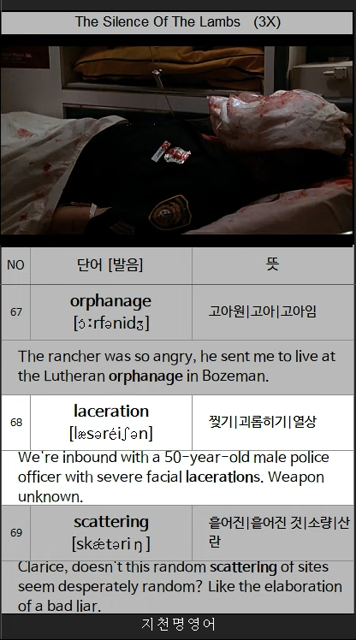 The Silence Of The Lambs (3X)
NO 단어 [발음] 뜻
67 orphanage 고아원|고아|고아임
[ɔ́ːrfənidʒ]
The rancher was so angry, he sent me to live at
the Lutheran orphanage in Bozeman.
68 laceration 찢기|괴롭히기|열상
[læsəréiʃən]
We're inbound with a 50-year-old male police
officer with severe facial lacerations. Weapon
unknown.
69 scattering 흩어진|흩어진 것|소량|산란
[skǽtəriŋ]
Clarice, doesn't this random scattering of sites
seem desperately random? Like the elaboration
of a bad liar.
지천명영어